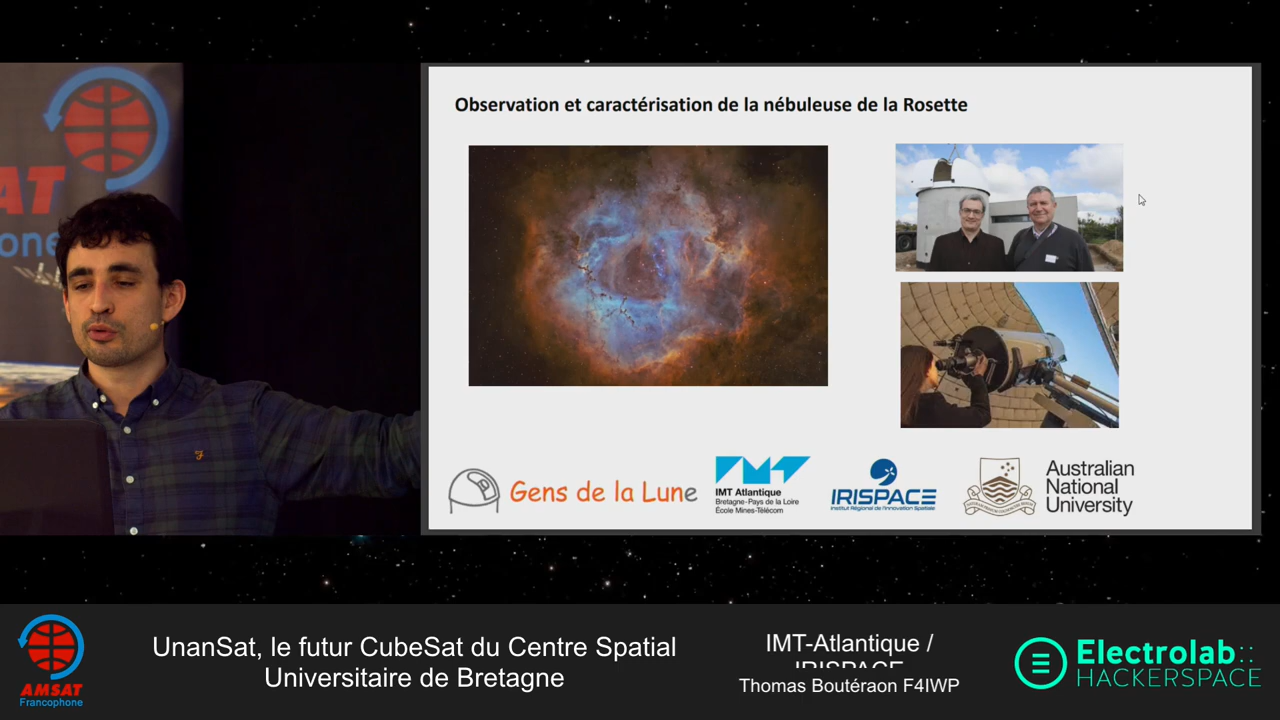 AT
phone
Observation et caractérisation de la nébuleuse de la Rosette
Gens de la Lune
IMT Atlantique
Bretagne-Pays de la Loire
École Mines-Télécom
IRISPACE
Institut Régional de l'Innovation Spatiale
Australian
National
University
AMSAT
Francophone
UnanSat, le futur CubeSat du Centre Spatial
Universitaire de Bretagne
IMT-Atlantique /
IRISPACE
Thomas Boutéraon F4IWP
Electrolab::
HACKERSPACE